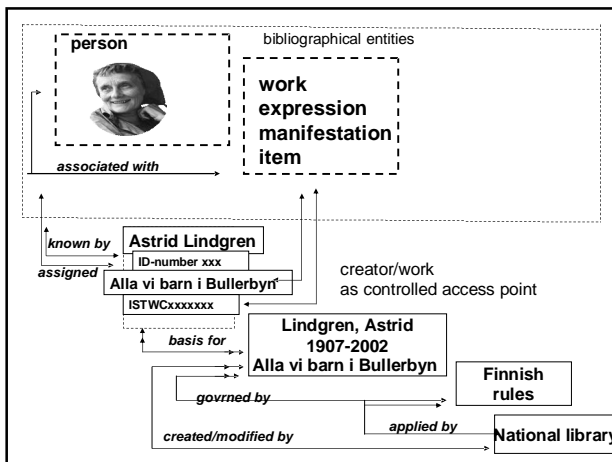 bibliographical entities
person
work
expression
manifestation
item
associated with
known by
assigned
Astrid Lindgren
ID-number xxx
Alla vi barn i Bullerbyn
ISTWCxxxxxxx
creator/work
as controlled access point
basis for
Lindgren, Astrid
1907-2002
Alla vi barn i Bullerbyn
govrned by
Finnish
rules
applied by
National library
created/modified by